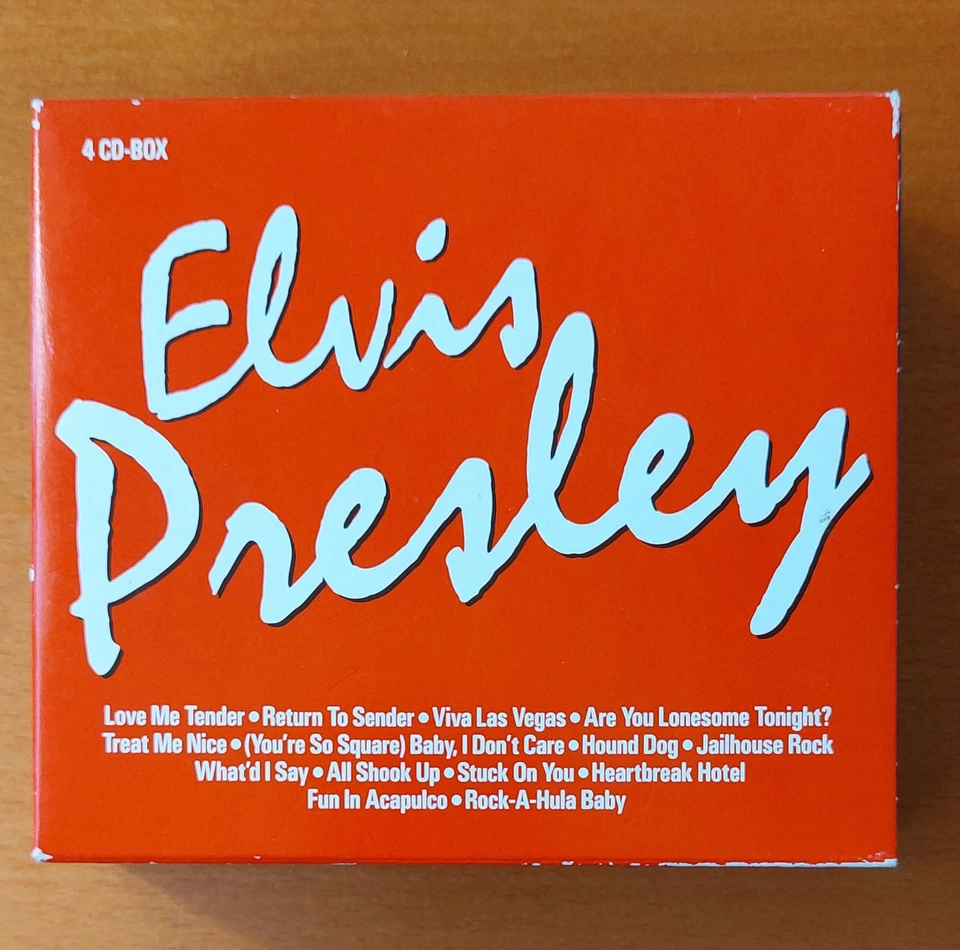 4 CD-BOX
Elvis
Presley
Love Me Tender • Return To Sender • Viva Las Vegas • Are You Lonesome Tonight?
Treat Me Nice • (You're So Square) Baby, I Don't Care • Hound Dog • Jailhouse Rock
What'd I Say • All Shook Up • Stuck On You • Heartbreak Hotel
Fun In Acapulco • Rock-A-Hula Baby